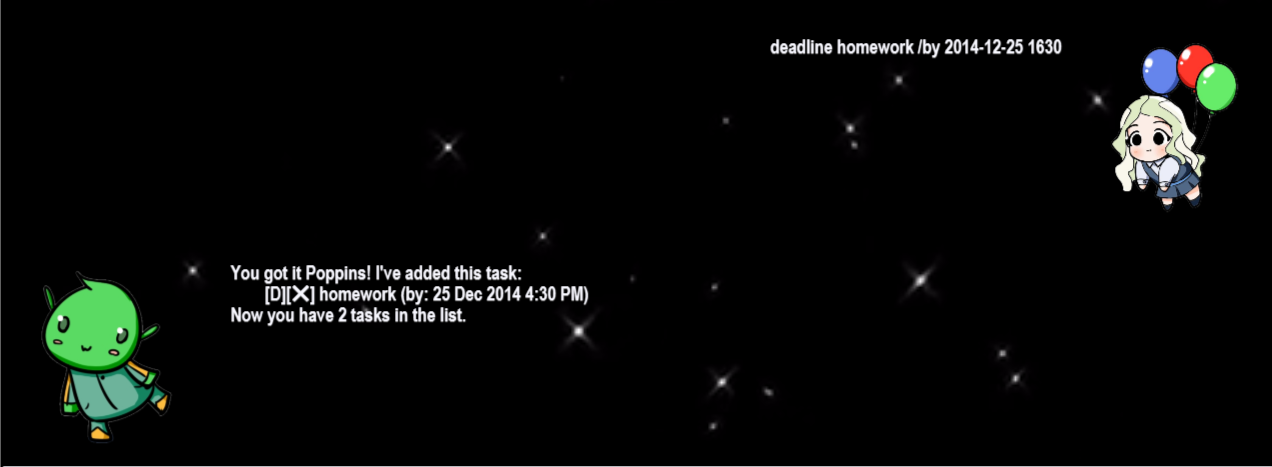 deadline homework /by 2014-12-25 1630
You got it Poppins! I've added this task:
[D][❌] homework (by: 25 Dec 2014 4:30 PM)
Now you have 2 tasks in the list.